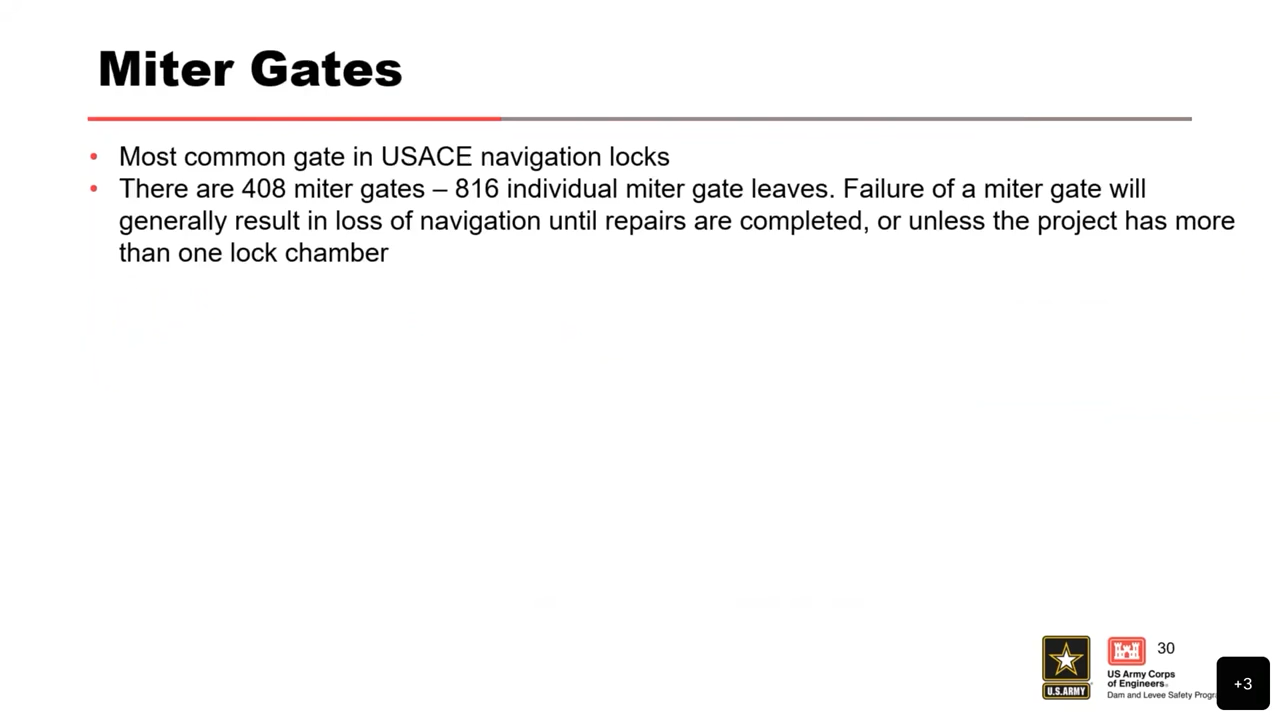 Miter Gates
• Most common gate in USACE navigation locks
• There are 408 miter gates – 816 individual miter gate leaves. Failure of a miter gate will
generally result in loss of navigation until repairs are completed, or unless the project has more
than one lock chamber
30
U.S.ARMY
US Army Corps
of Engineers®
Dam and Levee Safety Progr
+3